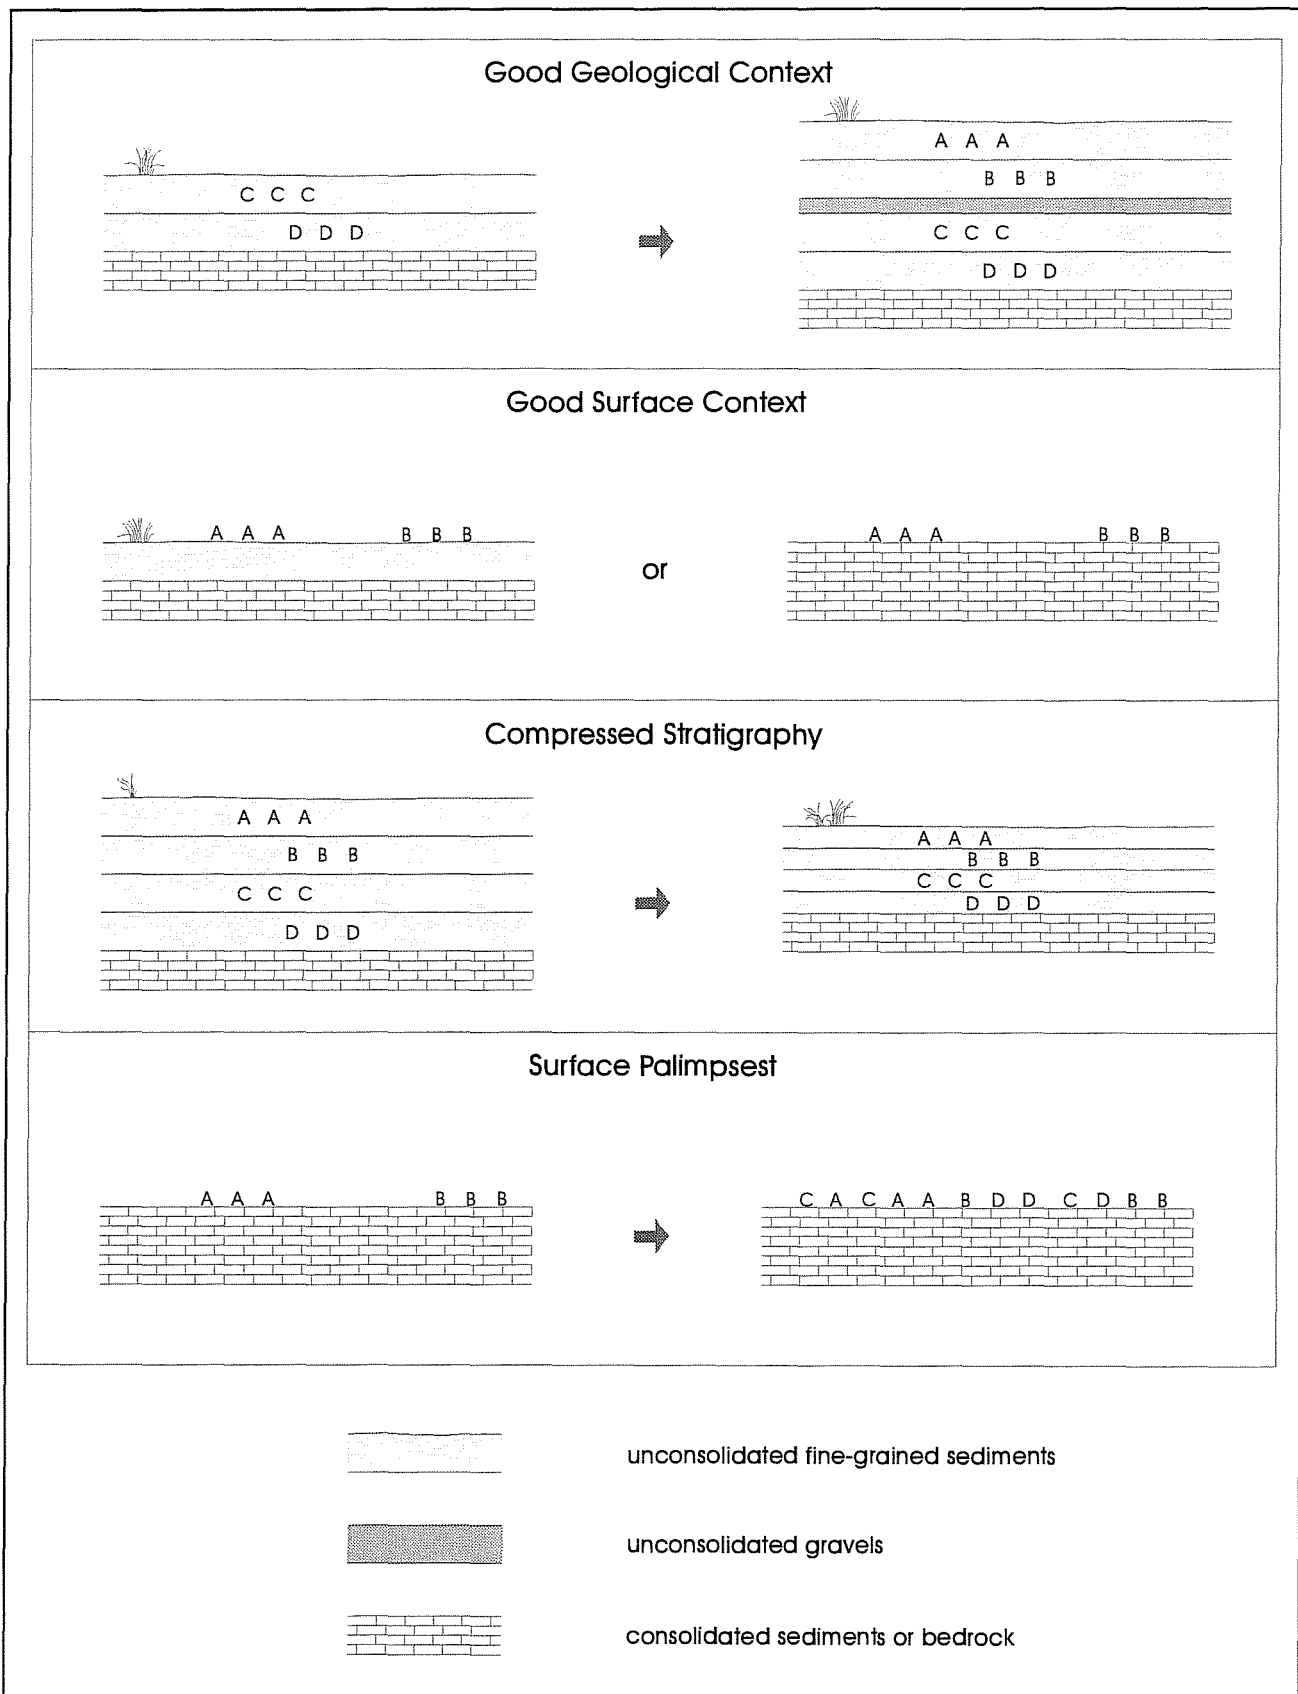 Good Geological Context
A A A
C C C
B B B
D D D
C C C
D D D
Good Surface Context
A A A B B B
or
A A A B B B
Compressed Stratigraphy
A A A
B B B
C C C
D D D
A A A
B B B
C C C
D D D
Surface Palimpsest
A A A B B B
C A C A A B D D C D B B
unconsolidated fine-grained sediments
unconsolidated gravels
consolidated sediments or bedrock